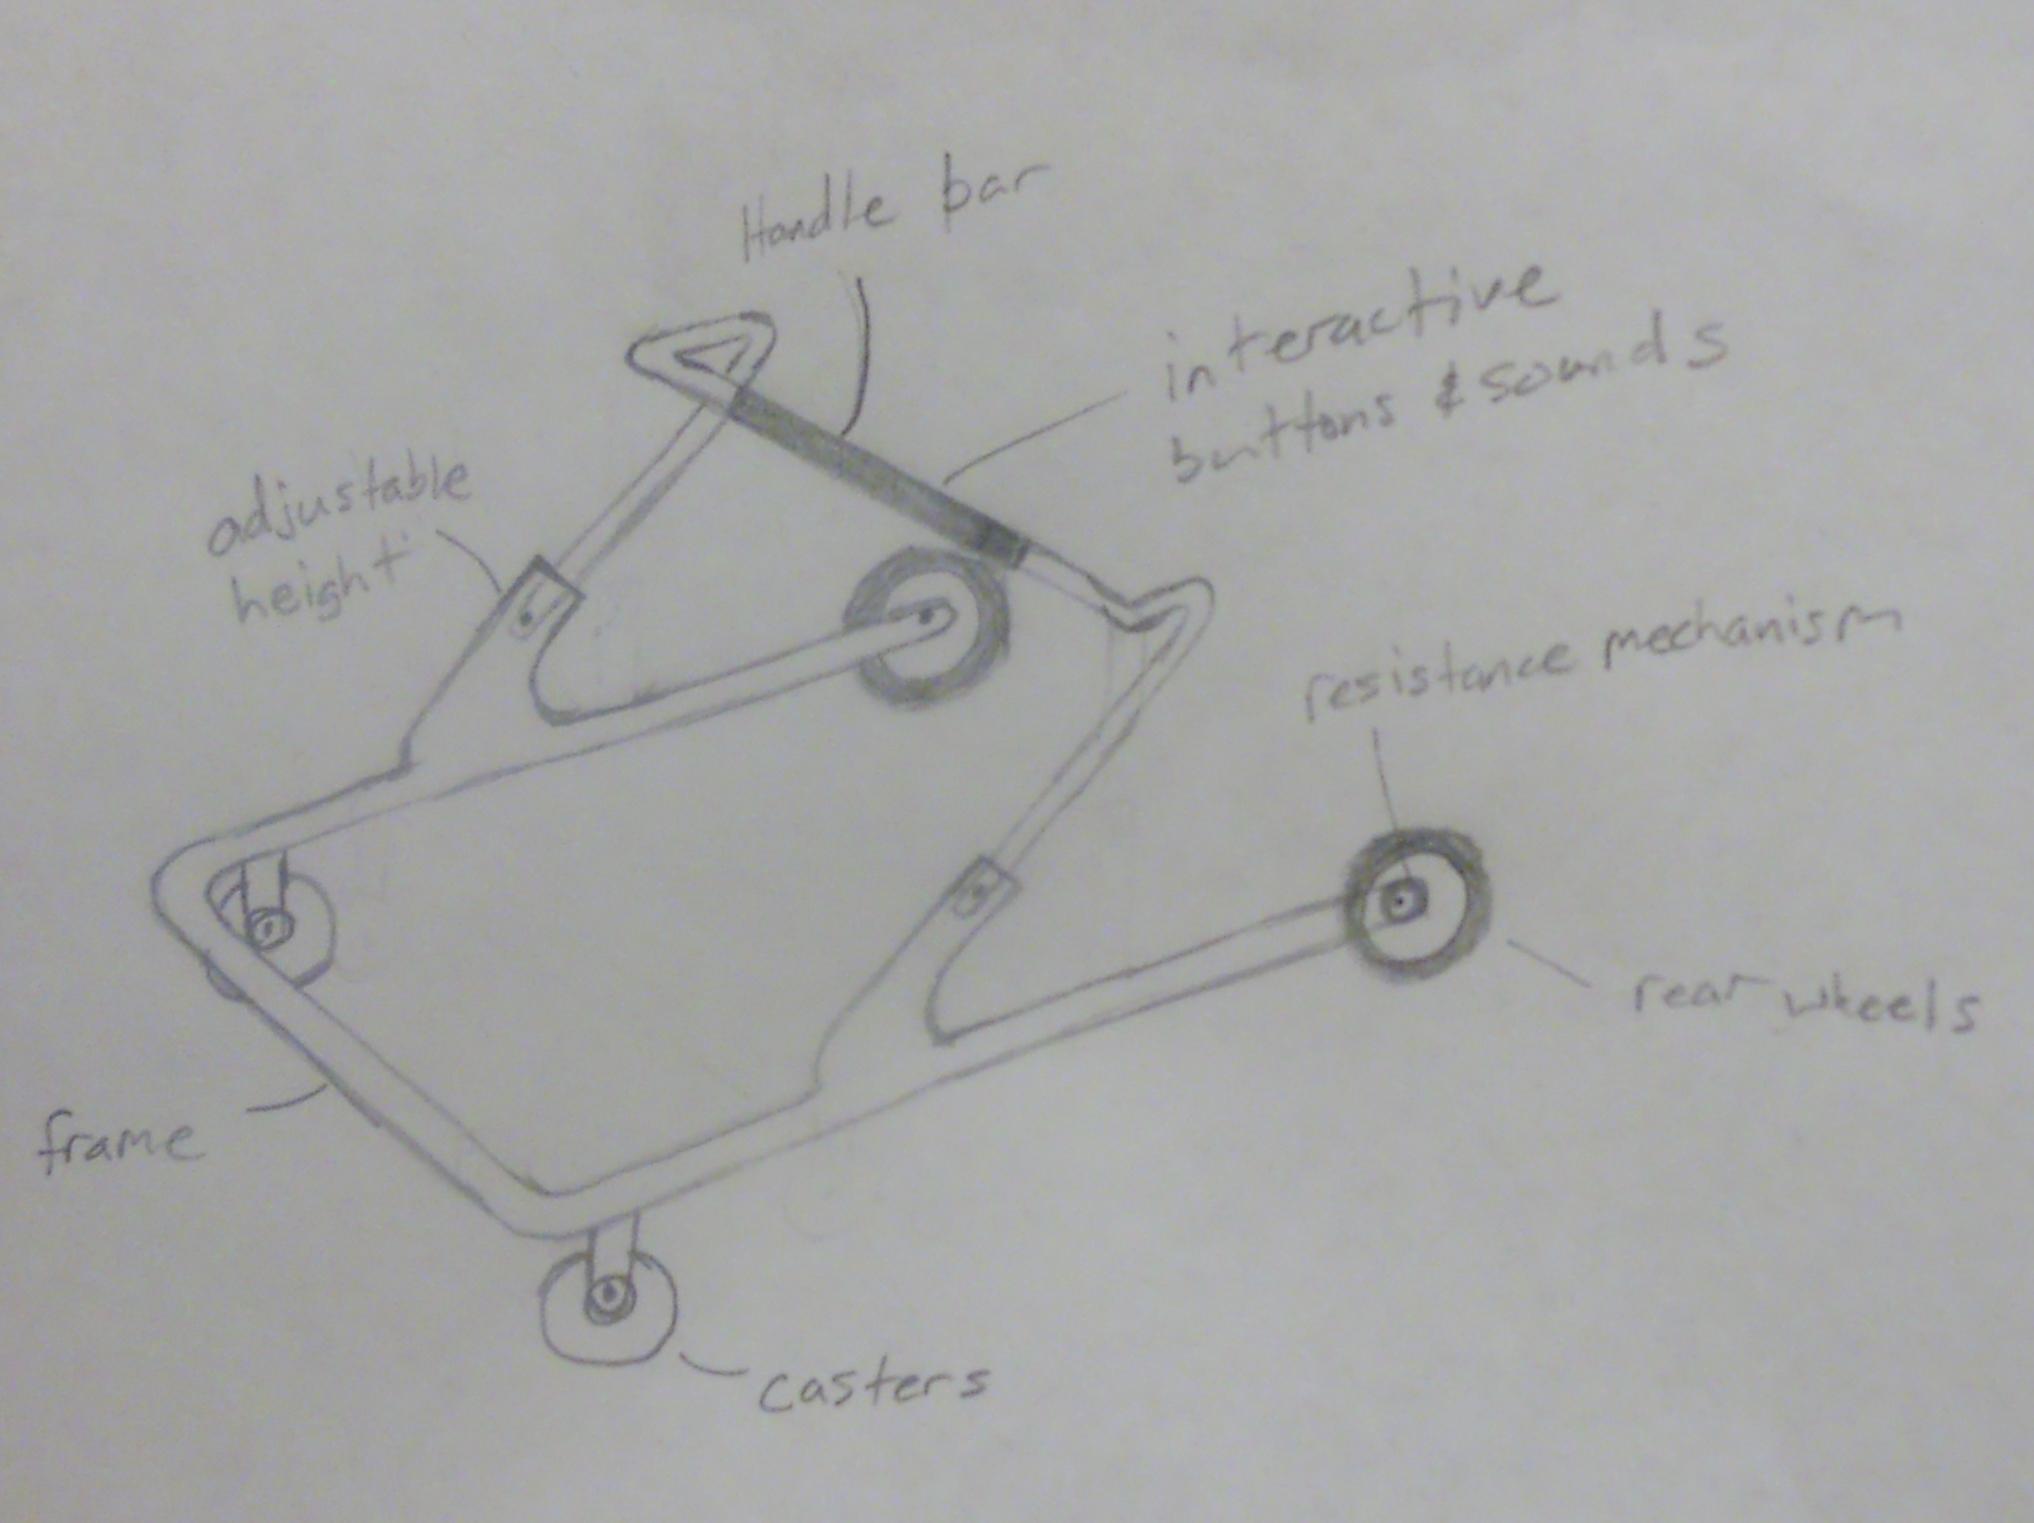 Handle bar
interactive
buttons & sounds
adjustable
height
resistance mechanism
rear wheels
frame
casters